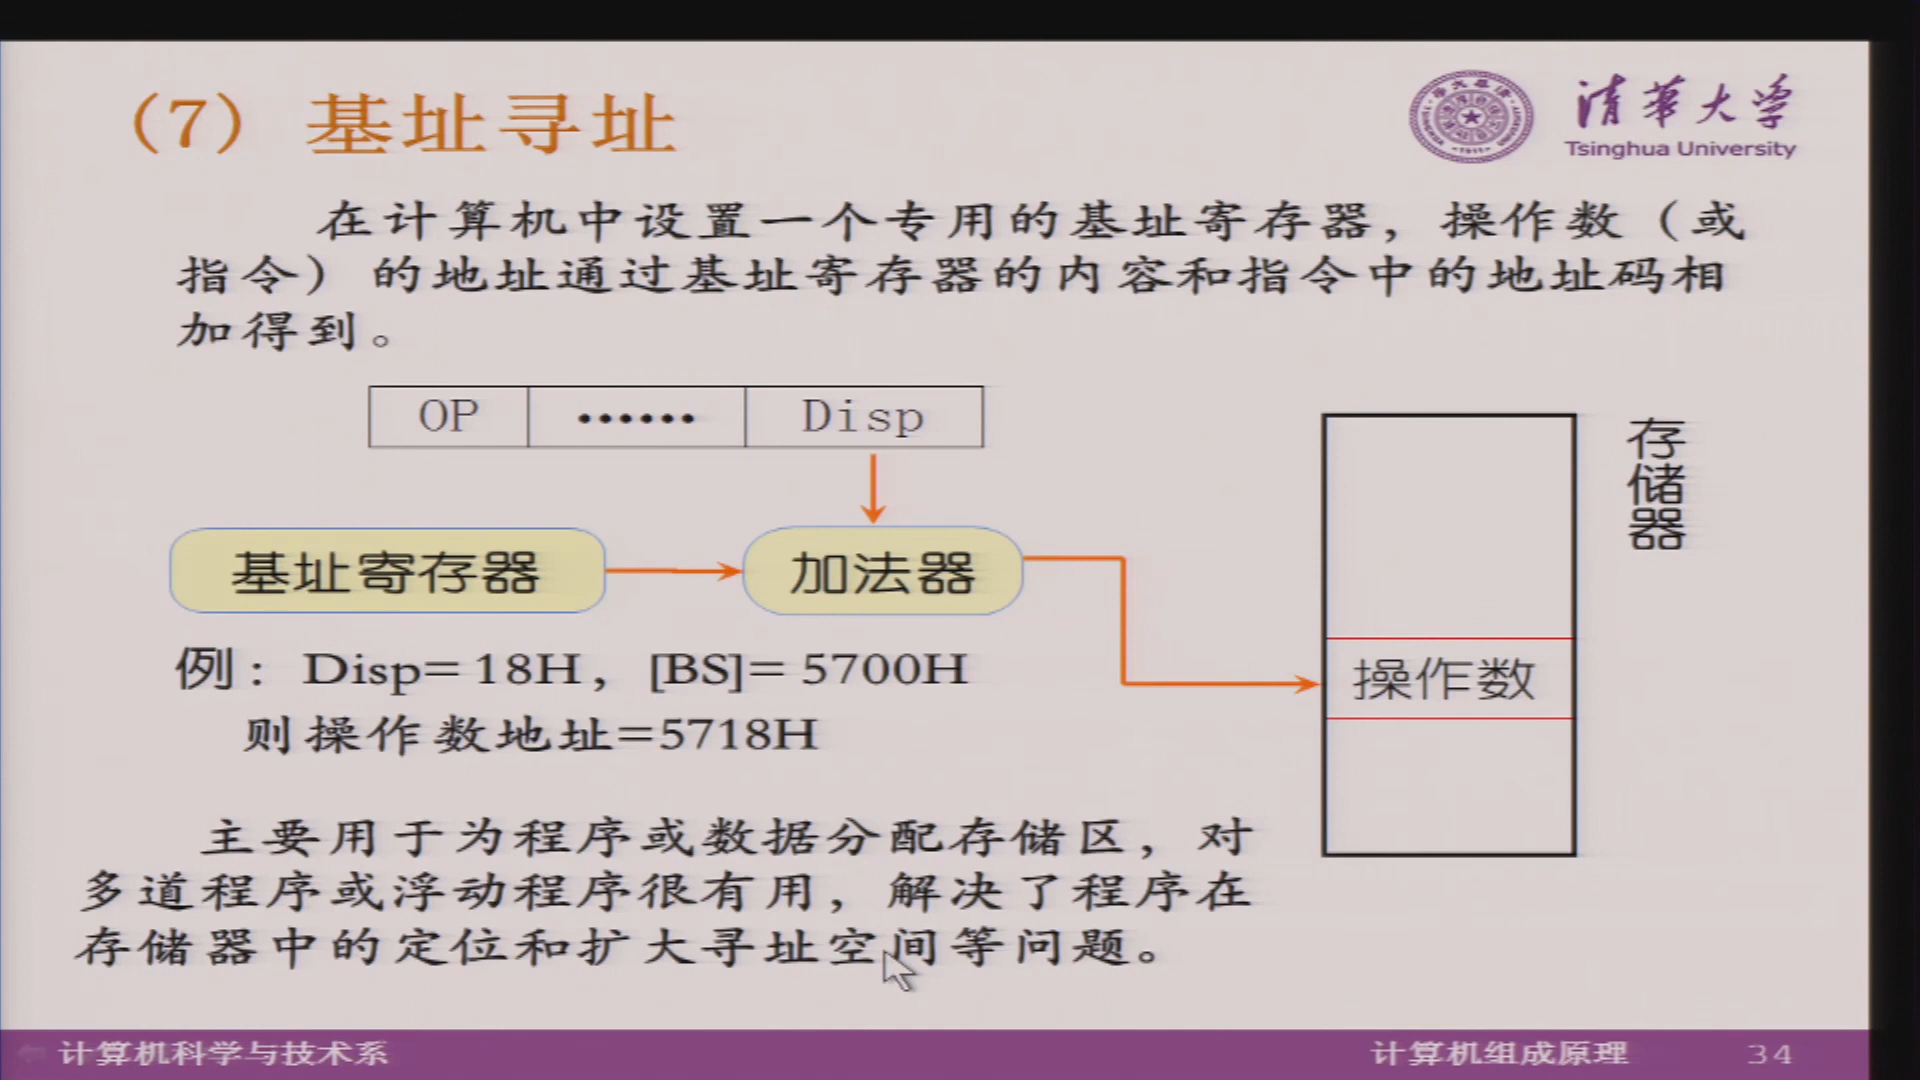 （7）基址寻址
清华大学
Tsinghua University
在计算机中设置一个专用的基址寄存器，操作数（或
指令）的地址通过基址寄存器的内容和指令中的地址码相
加得到。
OP ······ Disp
存储器
基址寄存器 加法器
例：Disp=18H，[BS]=5700H
操作数
则操作数地址=5718H
主要用于为程序或数据分配存储区，对
多道程序或浮动程序很有用，解决了程序在
存储器中的定位和扩大寻址空间等问题。
计算机科学与技术系 计算机组成原理 34